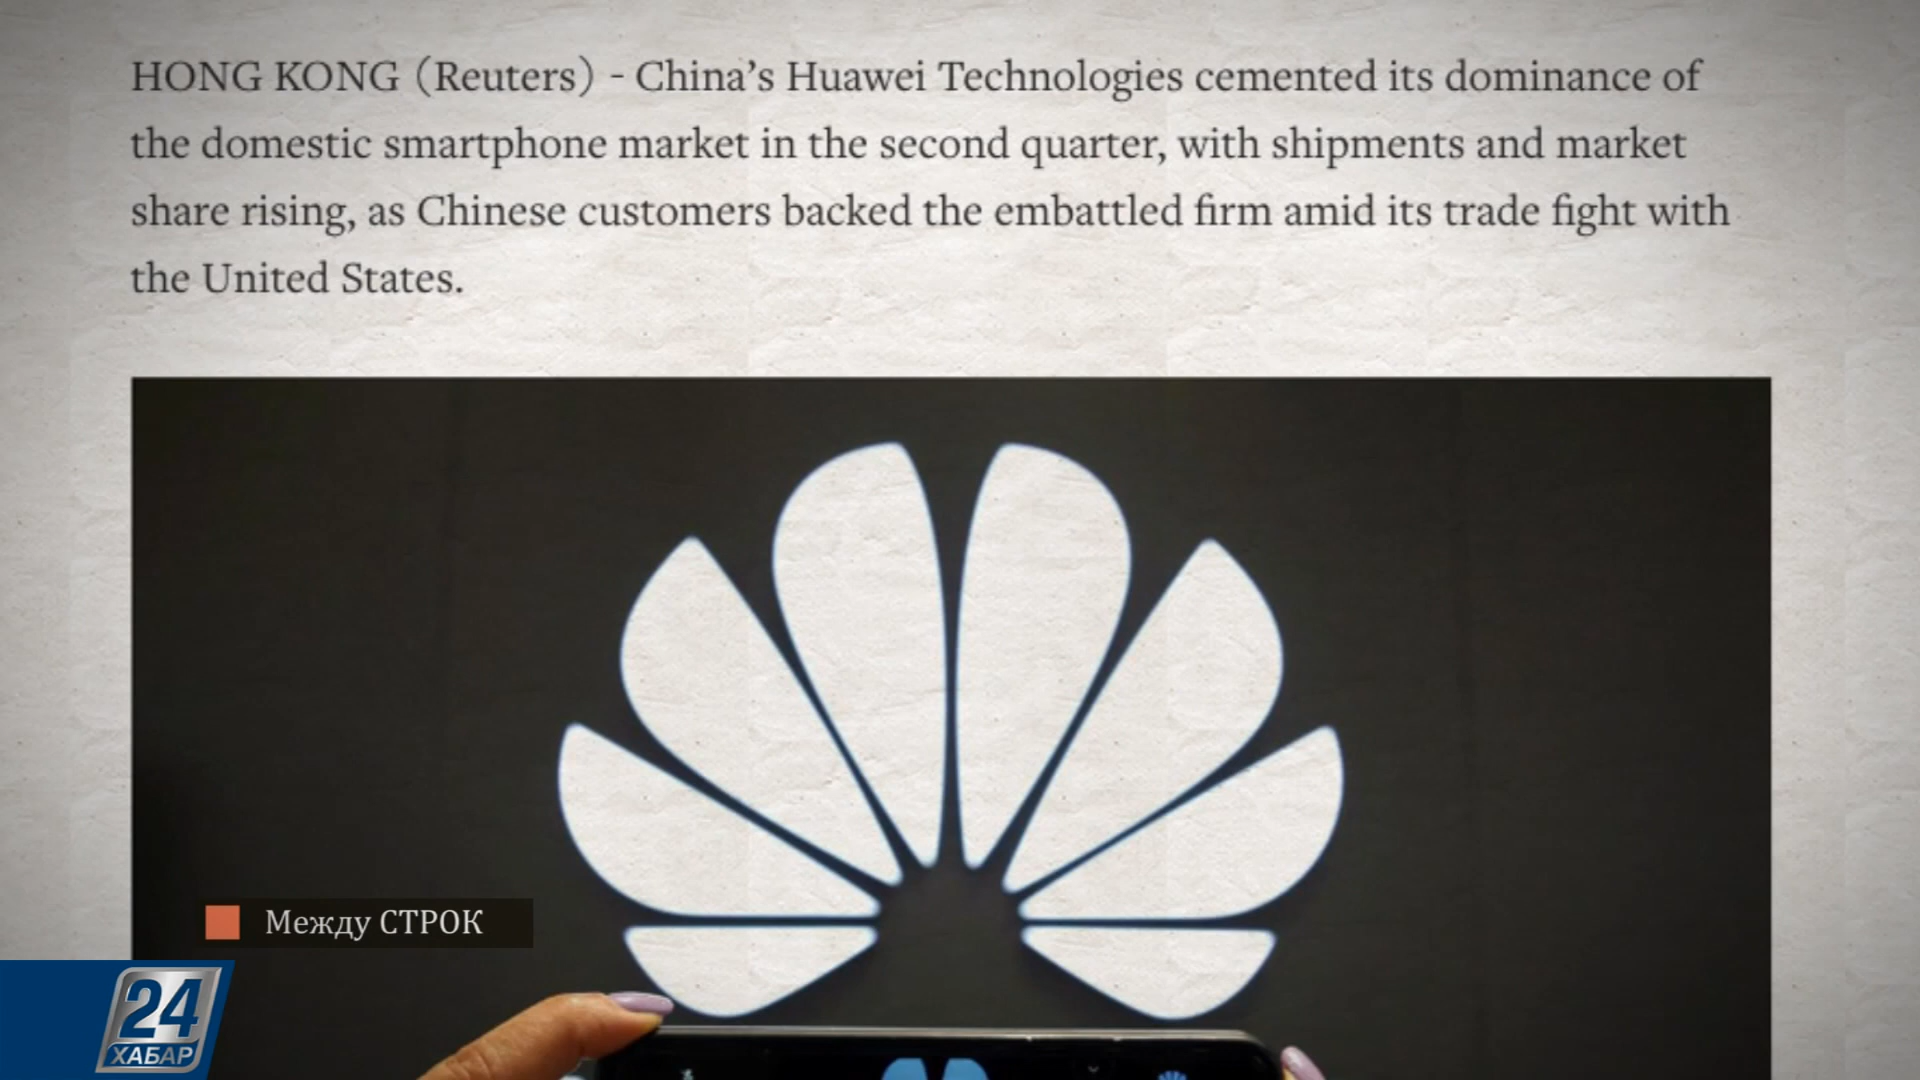 HONG KONG (Reuters) - China’s Huawei Technologies cemented its dominance of
the domestic smartphone market in the second quarter, with shipments and market
share rising, as Chinese customers backed the embattled firm amid its trade fight with
the United States.
Между СТРОК
24
ХАБАР